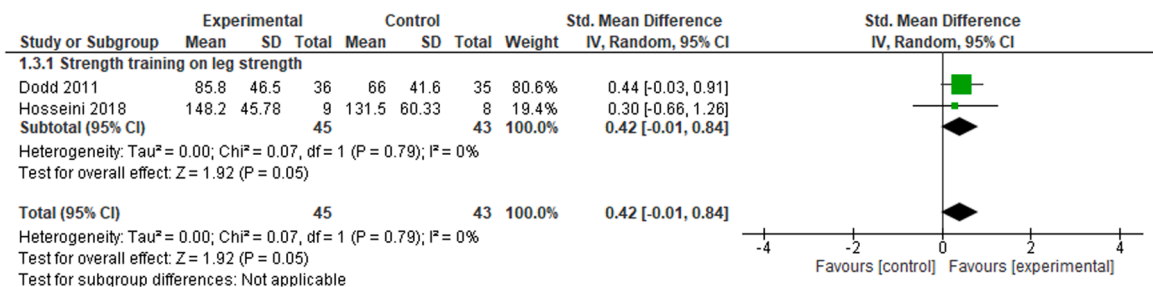 Experimental Control Std. Mean Difference Std. Mean Difference
Study or Subgroup Mean SD Total Mean SD Total Weight IV, Random, 95% CI IV, Random, 95% CI
1.3.1 Strength training on leg strength
Dodd 2011 85.8 46.5 36 66 41.6 35 80.6% 0.44 [-0.03, 0.91]
Hosseini 2018 148.2 45.78 9 131.5 60.33 8 19.4% 0.30 [-0.66, 1.26]
Subtotal (95% CI) 45 43 100.0% 0.42 [-0.01, 0.84]
Heterogeneity: Tau² = 0.00; Chi² = 0.07, df = 1 (P = 0.79); I² = 0%
Test for overall effect: Z = 1.92 (P = 0.05)
Total (95% CI) 45 43 100.0% 0.42 [-0.01, 0.84]
Heterogeneity: Tau² = 0.00; Chi² = 0.07, df = 1 (P = 0.79); I² = 0%
Test for overall effect: Z = 1.92 (P = 0.05)
Test for subgroup differences: Not applicable
-4 -2 0 2 4
Favours [control] Favours [experimental]